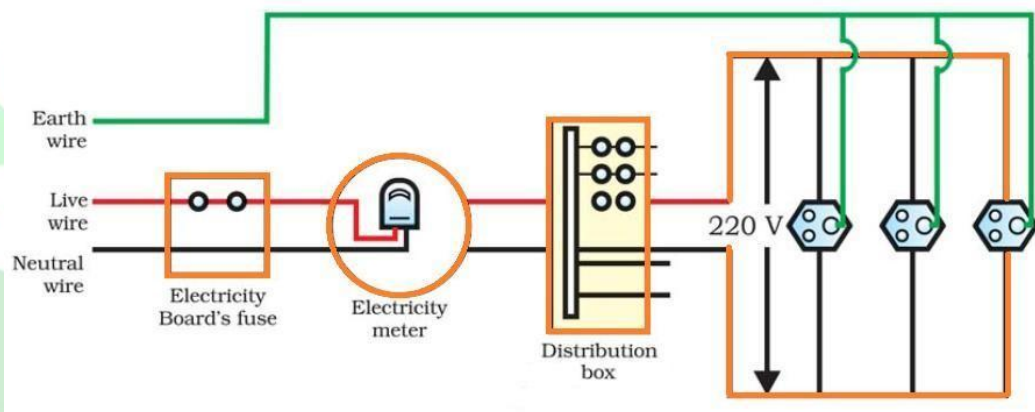 Earth
wire
Live
wire
Neutral
wire
Electricity
Board's fuse
Electricity
meter
Distribution
box
220 V